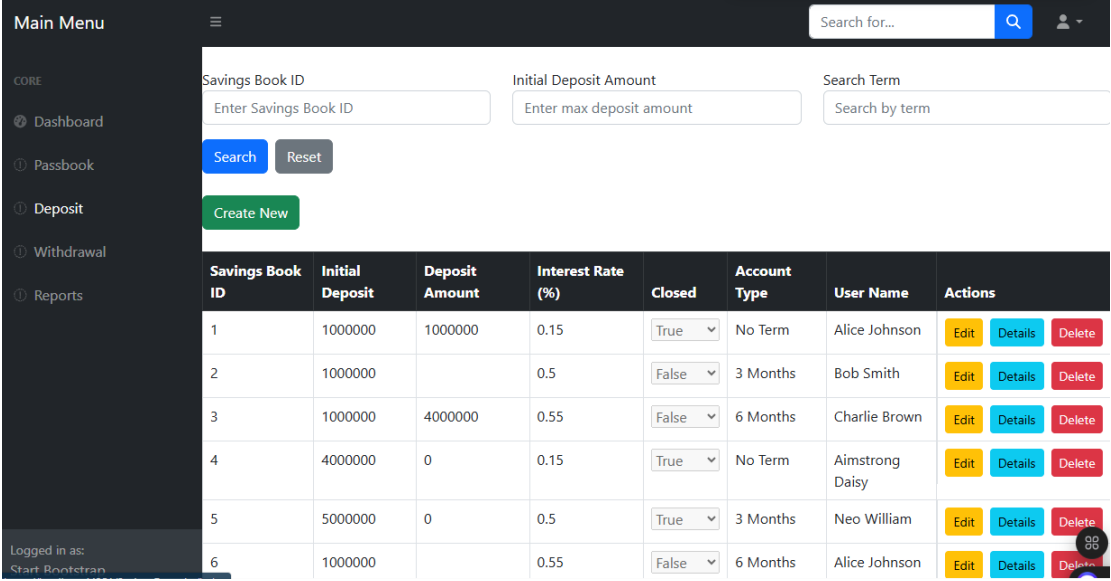 Main Menu
Search for...
CORE
Dashboard
Passbook
Deposit
Withdrawal
Reports
Logged in as:
Start Bootstrap
Savings Book ID Initial Deposit Amount Search Term
Enter Savings Book ID Enter max deposit amount Search by term
Search Reset
Create New
Savings Book Initial Deposit Interest Rate Account
ID Deposit Amount (%) Closed Type User Name Actions
1 1000000 1000000 0.15 True No Term Alice Johnson Edit Details Delete
2 1000000 0.5 False 3 Months Bob Smith Edit Details Delete
3 1000000 4000000 0.55 False 6 Months Charlie Brown Edit Details Delete
4 4000000 0 0.15 True No Term Aimstrong Edit Details Delete
Daisy
5 5000000 0 0.5 True 3 Months Neo William Edit Details Delete
6 1000000 False 6 Months Alice Johnson Edit Details Delete